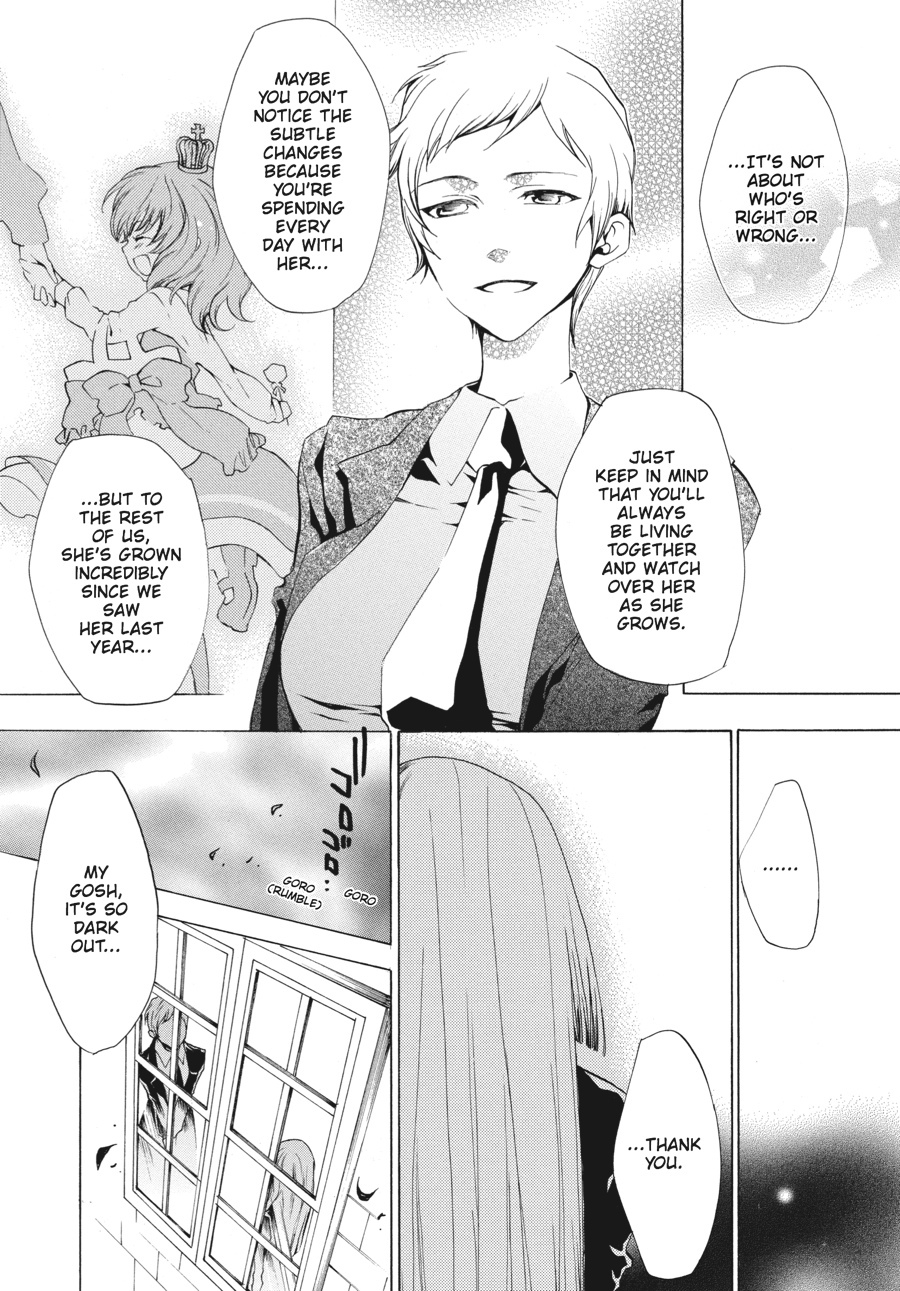 ...IT'S NOT
ABOUT
WHO'S
RIGHT OR
WRONG...
JUST
KEEP IN MIND
THAT YOU'LL
ALWAYS
BE LIVING
TOGETHER
AND WATCH
OVER HER
AS SHE
GROWS.
MAYBE
YOU DON'T
NOTICE THE
SUBTLE
CHANGES
BECAUSE
YOU'RE
SPENDING
EVERY
DAY WITH
HER...
...BUT TO
THE REST
OF US,
SHE'S GROWN
INCREDIBLY
SINCE WE
SAW
HER LAST
YEAR...
......
...THANK
YOU.
ゴロゴロ...
GORO
GORO
(RUMBLE)
MY
GOSH,
IT'S SO
DARK
OUT...